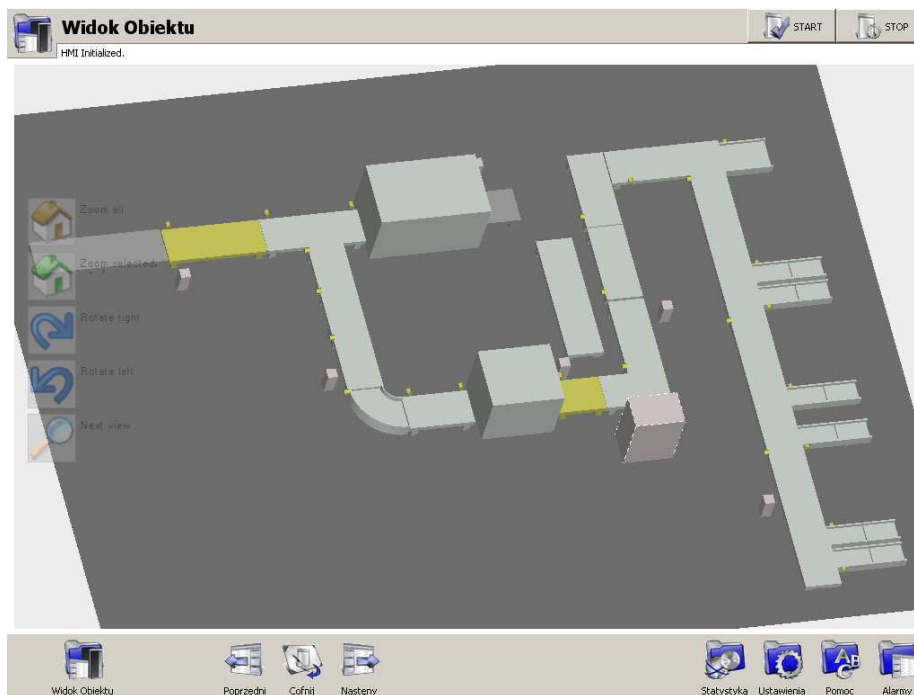 Widok Obiektu
START
STOP
HMI Initialized.
Zoom all
Zoom selected
Rotate right
Rotate left
Next view
Widok Obiektu
Poprzedni
Cofnij
Nasteny
Statystyka
Ustawienia
Pomoc
Alarmy